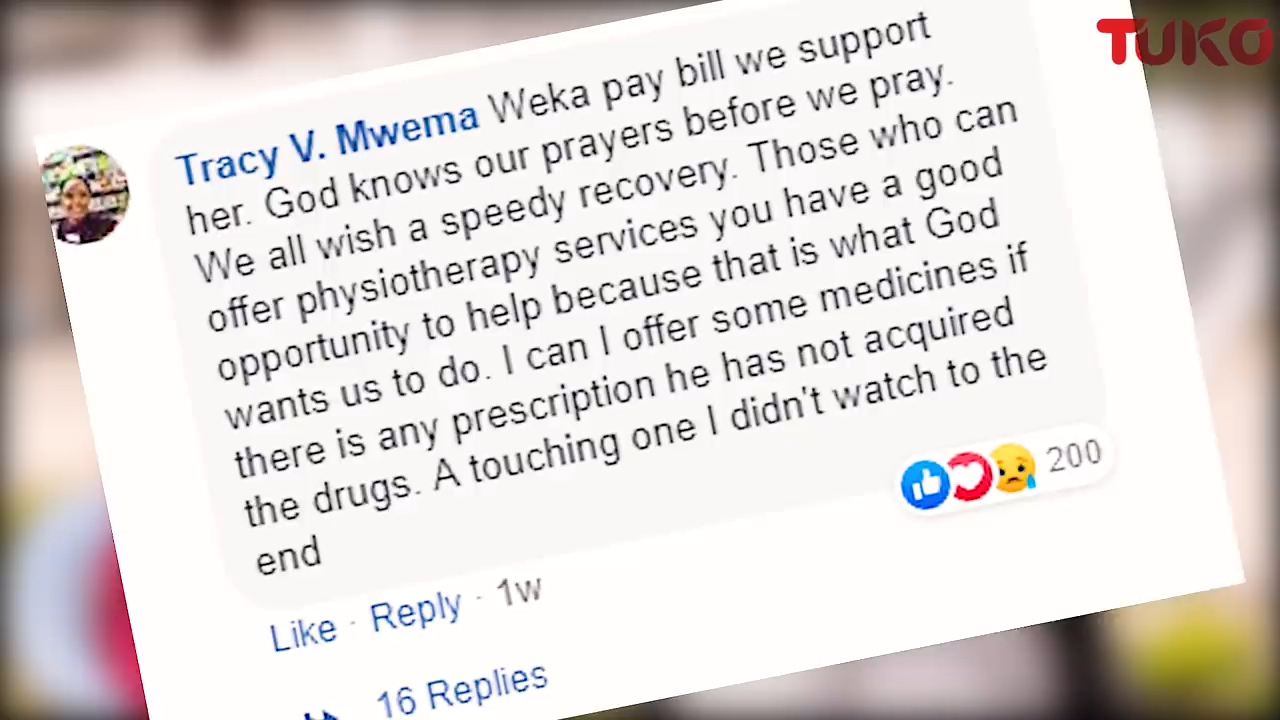 TUKO
Tracy V. Mwema Weka pay bill we support
her. God knows our prayers before we pray.
We all wish a speedy recovery. Those who can
offer physiotherapy services you have a good
opportunity to help because that is what God
wants us to do. I can I offer some medicines if
there is any prescription he has not acquired
the drugs. A touching one I didn't watch to the
end
200
Like · Reply · 1w
16 Replies